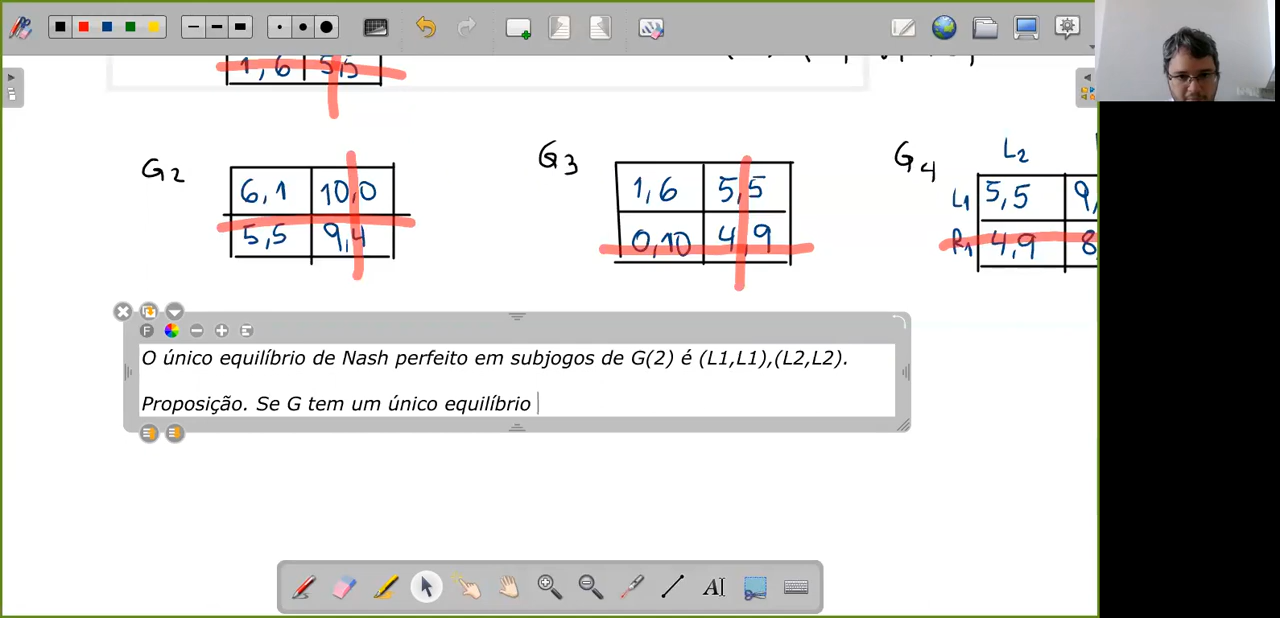 1,6 5,5
G2
6,1 10,0
5,5 9,4
G3
1,6 5,5
0,10 4,9
G4 L2
L1 5,5 9,
R1 4,9 8,
O único equilíbrio de Nash perfeito em subjogos de G(2) é (L1,L1),(L2,L2).
Proposição. Se G tem um único equilíbrio